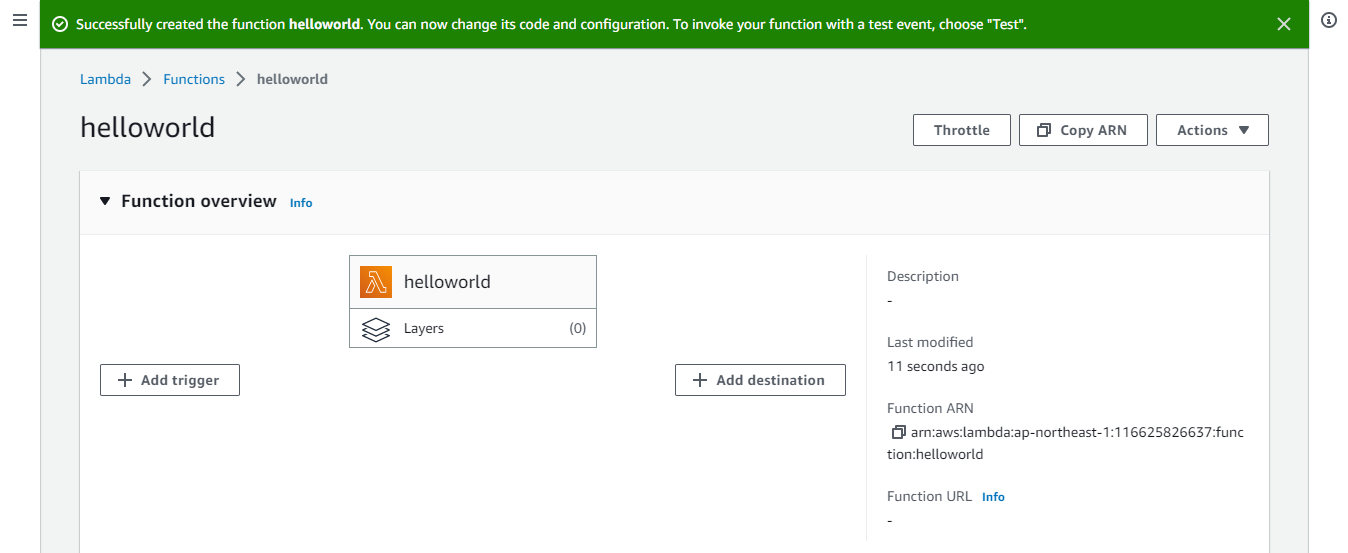 Successfully created the function helloworld. You can now change its code and configuration. To invoke your function with a test event, choose "Test".
Lambda > Functions > helloworld
helloworld
Throttle
Copy ARN
Actions
Function overview Info
helloworld
Layers (0)
Add trigger
Add destination
Description
-
Last modified
11 seconds ago
Function ARN
arn:aws:lambda:ap-northeast-1:116625826637:func
tion:helloworld
Function URL Info
-